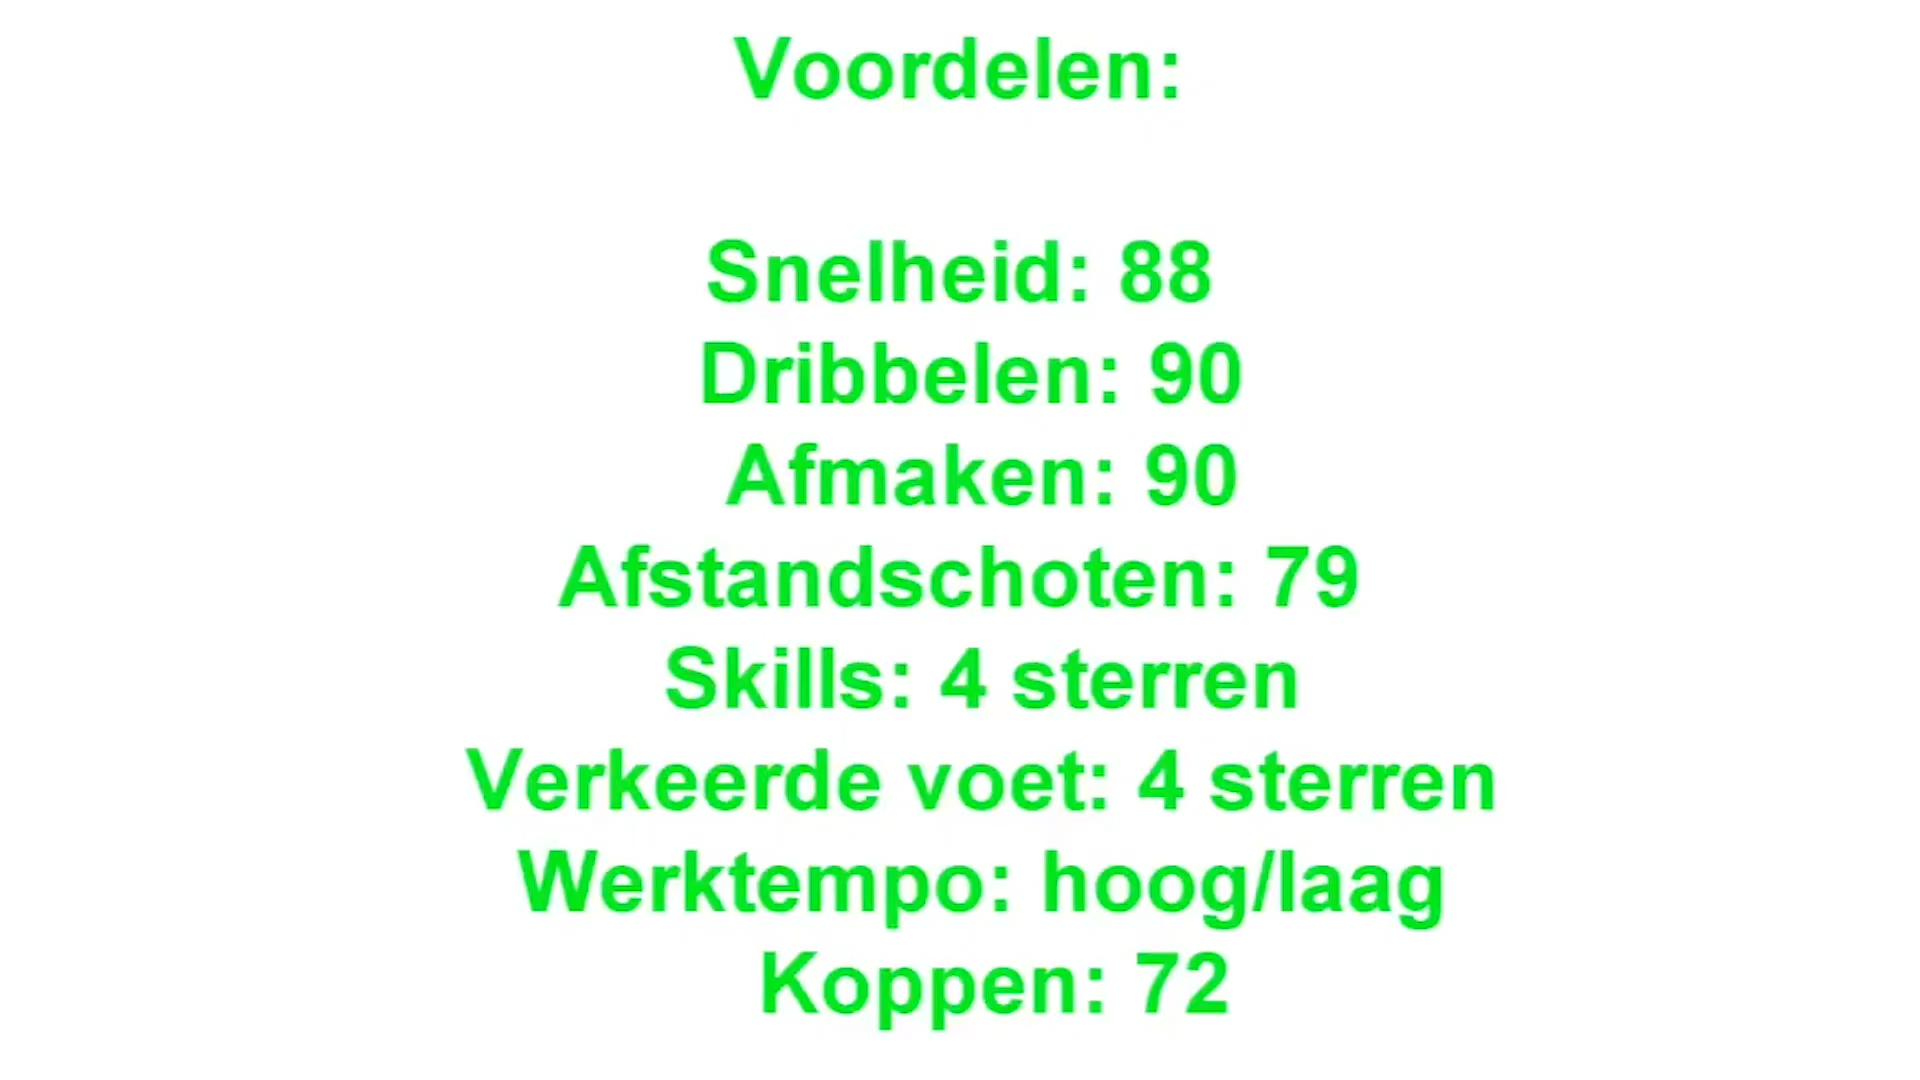 Voordelen:
Snelheid: 88
Dribbelen: 90
Afmaken: 90
Afstandschoten: 79
Skills: 4 sterren
Verkeerde voet: 4 sterren
Werktempo: hoog/laag
Koppen: 72